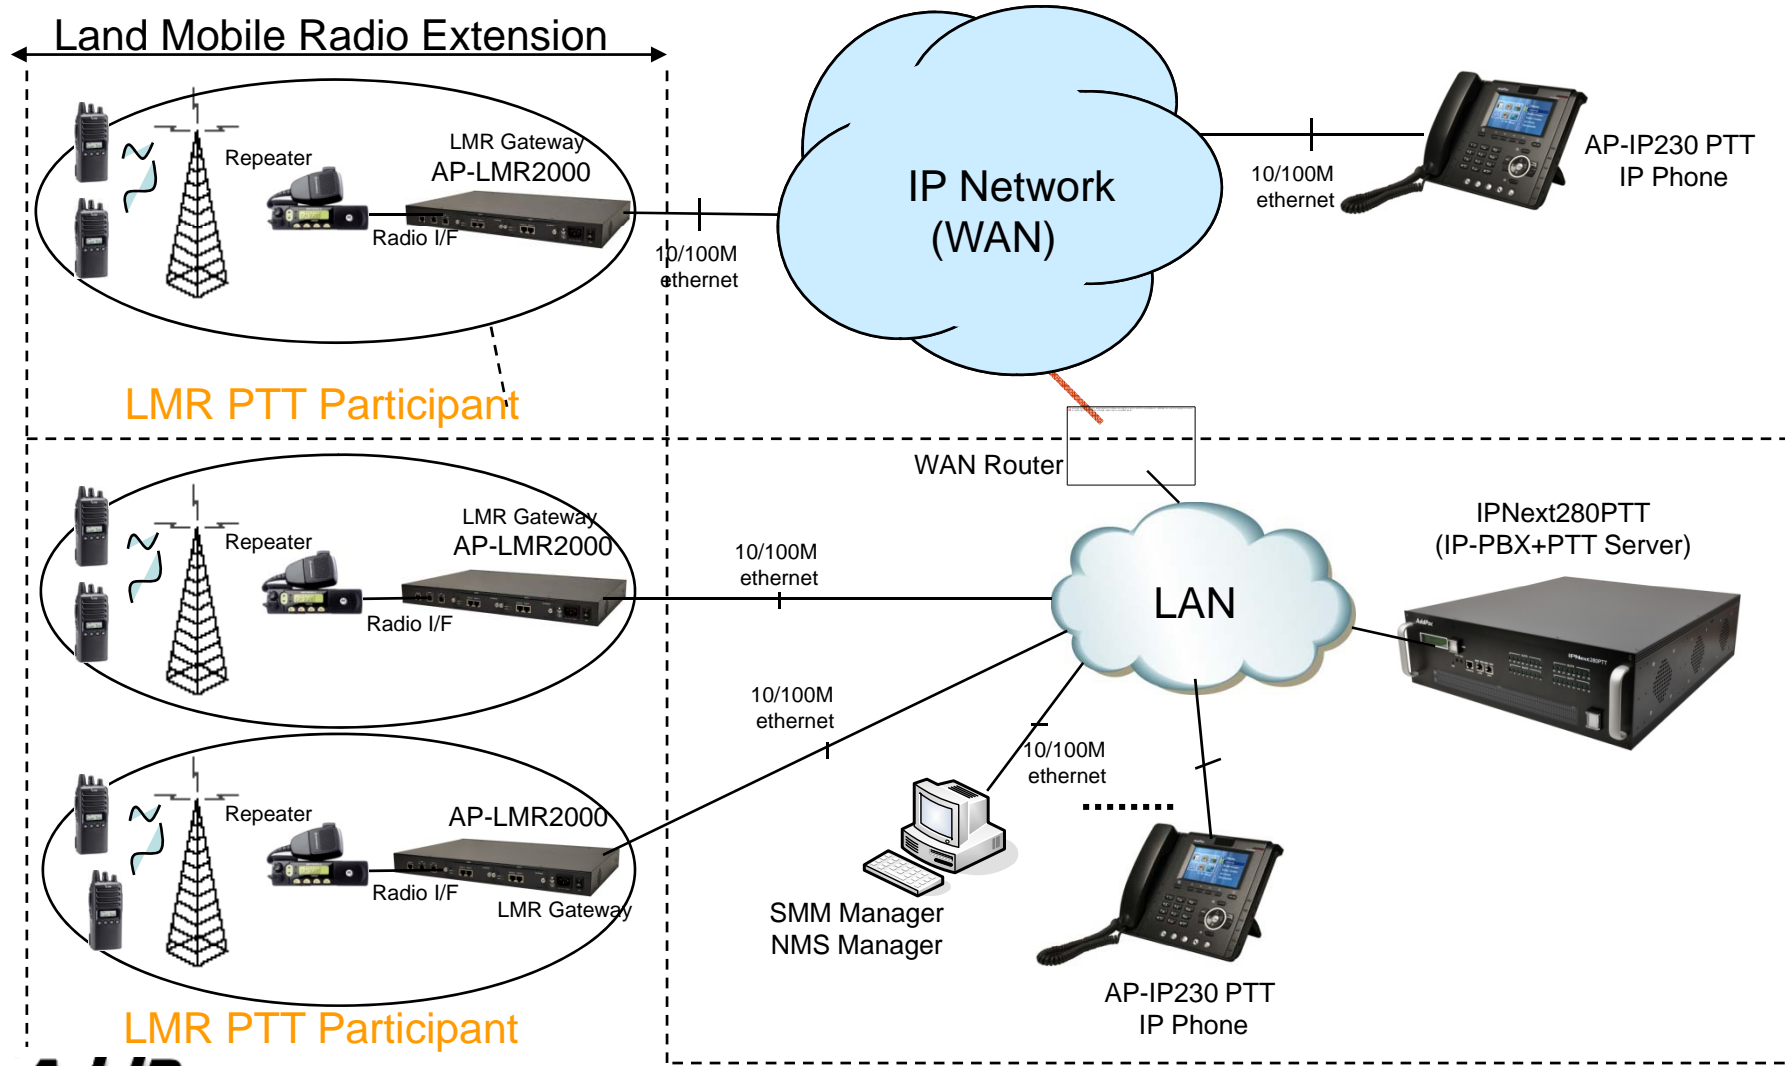 Land Mobile Radio Extension
LMR Gateway
AP-LMR2000
Repeater
Radio I/F
10/100M
ethernet
IP Network
(WAN)
10/100M
ethernet
AP-IP230 PTT
IP Phone
LMR PTT Participant
WAN Router
LMR Gateway
AP-LMR2000
Repeater
Radio I/F
10/100M
ethernet
LAN
IPNext280PTT
(IP-PBX+PTT Server)
AddPac
IPNext280PTT
10/100M
ethernet
10/100M
ethernet
Repeater
AP-LMR2000
Radio I/F
LMR Gateway
SMM Manager
NMS Manager
AP-IP230 PTT
IP Phone
LMR PTT Participant